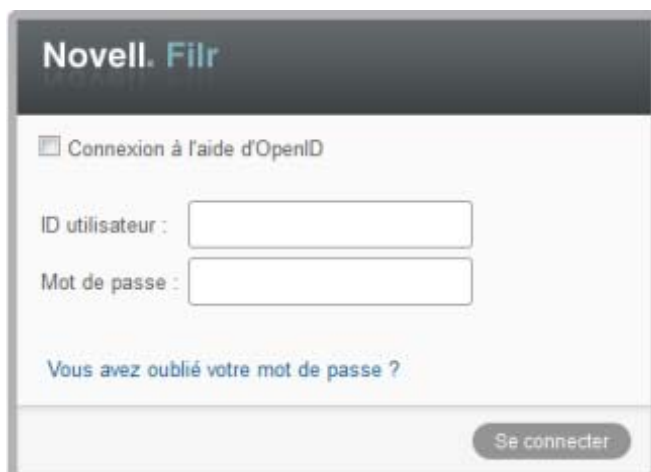 Novell. Filr
Connexion à l'aide d'OpenID
ID utilisateur :
Mot de passe :
Vous avez oublié votre mot de passe ?
Se connecter